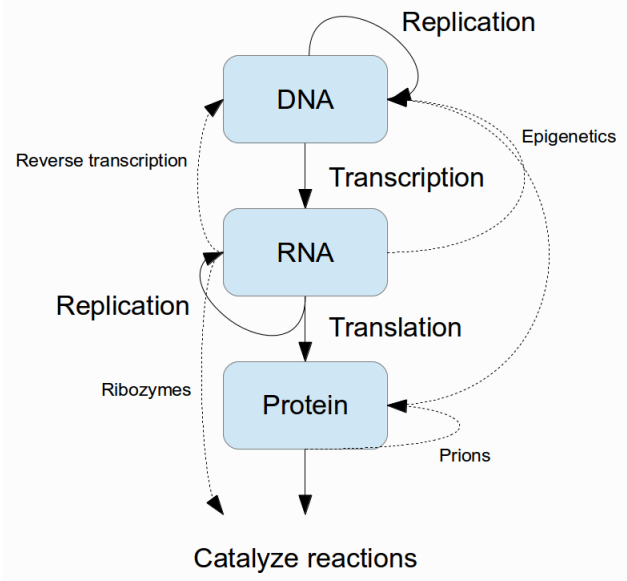 Replication
DNA
Epigenetics
Reverse transcription
Transcription
RNA
Replication
Translation
Ribozymes
Protein
Prions
Catalyze reactions